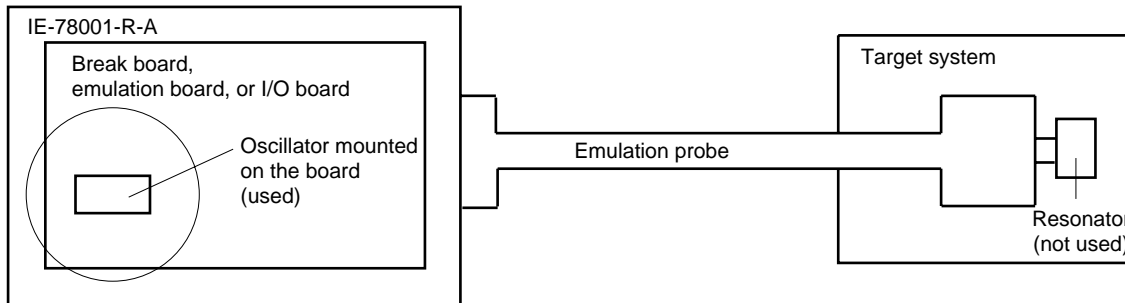 IE-78001-R-A
Break board,
emulation board, or I/O board
Oscillator mounted
on the board
(used)
Emulation probe
Target system
Resonator
(not used)